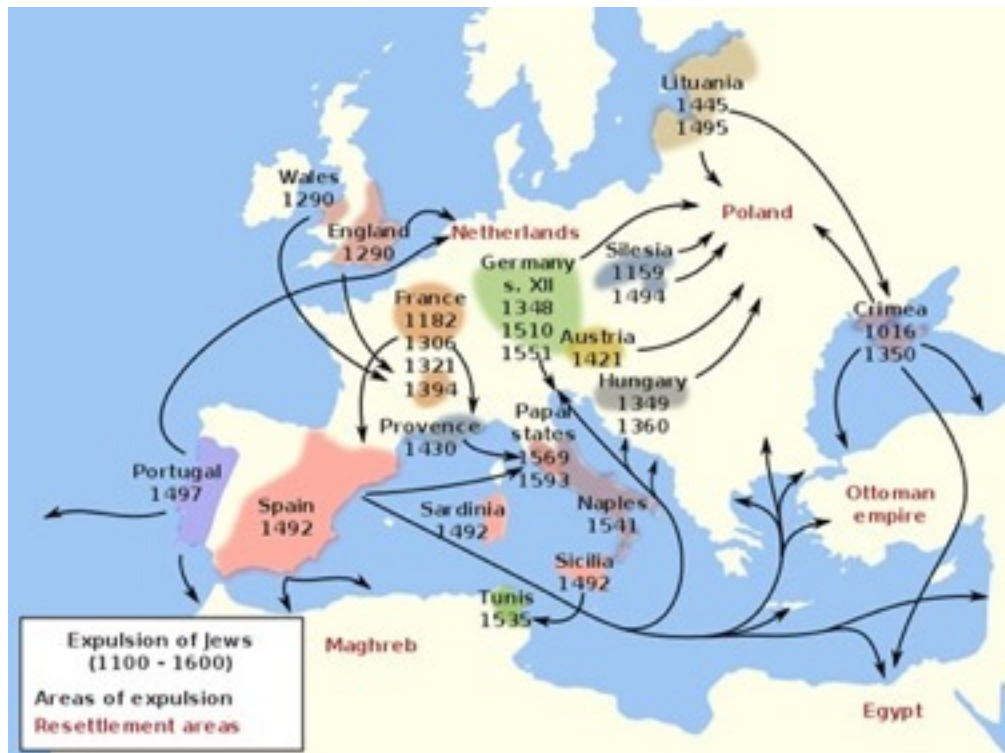 Lituania
1445
1495
Wales
1290
England
1290
Netherlands
Poland
Germany
s. XII
1348
1510
1551
Silesia
1159
1494
France
1182
1306
1321
1394
Austria
1421
Crimea
1016
1350
Hungary
1349
1360
Provence
1430
Papal
states
1569
1593
Portugal
1497
Spain
1492
Sardinia
1492
Naples
1541
Ottoman
empire
Sicilia
1492
Tunis
1535
Maghreb
Egypt
Expulsion of Jews
(1100 - 1600)
Areas of expulsion
Resettlement areas